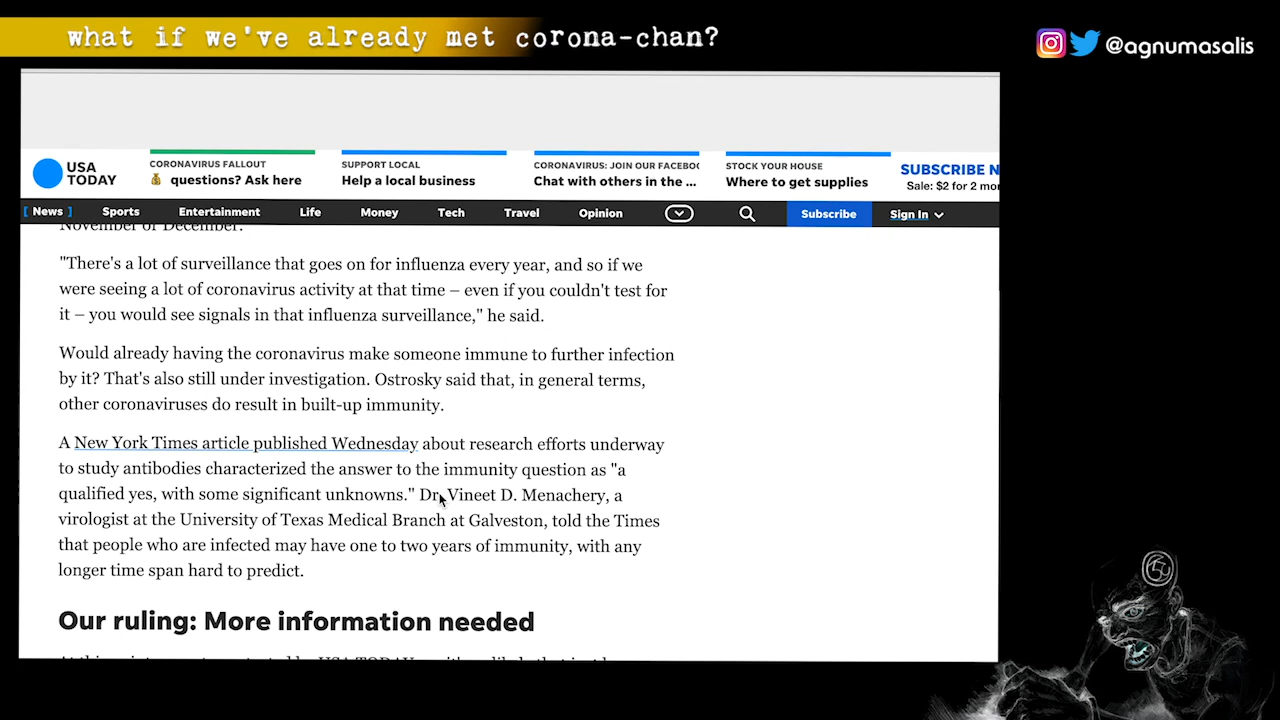 what if we've already met corona-chan?
@agnumasalis
USA TODAY
CORONAVIRUS FALLOUT
questions? Ask here
SUPPORT LOCAL
Help a local business
CORONAVIRUS: JOIN OUR FACEBO
Chat with others in the ...
STOCK YOUR HOUSE
Where to get supplies
SUBSCRIBE N
Sale: $2 for 2 mo
[ News ] Sports Entertainment Life Money Tech Travel Opinion Subscribe Sign In
November or December.
"There's a lot of surveillance that goes on for influenza every year, and so if we
were seeing a lot of coronavirus activity at that time – even if you couldn't test for
it – you would see signals in that influenza surveillance," he said.
Would already having the coronavirus make someone immune to further infection
by it? That's also still under investigation. Ostrosky said that, in general terms,
other coronaviruses do result in built-up immunity.
A New York Times article published Wednesday about research efforts underway
to study antibodies characterized the answer to the immunity question as "a
qualified yes, with some significant unknowns." Dr. Vineet D. Menachery, a
virologist at the University of Texas Medical Branch at Galveston, told the Times
that people who are infected may have one to two years of immunity, with any
longer time span hard to predict.
Our ruling: More information needed